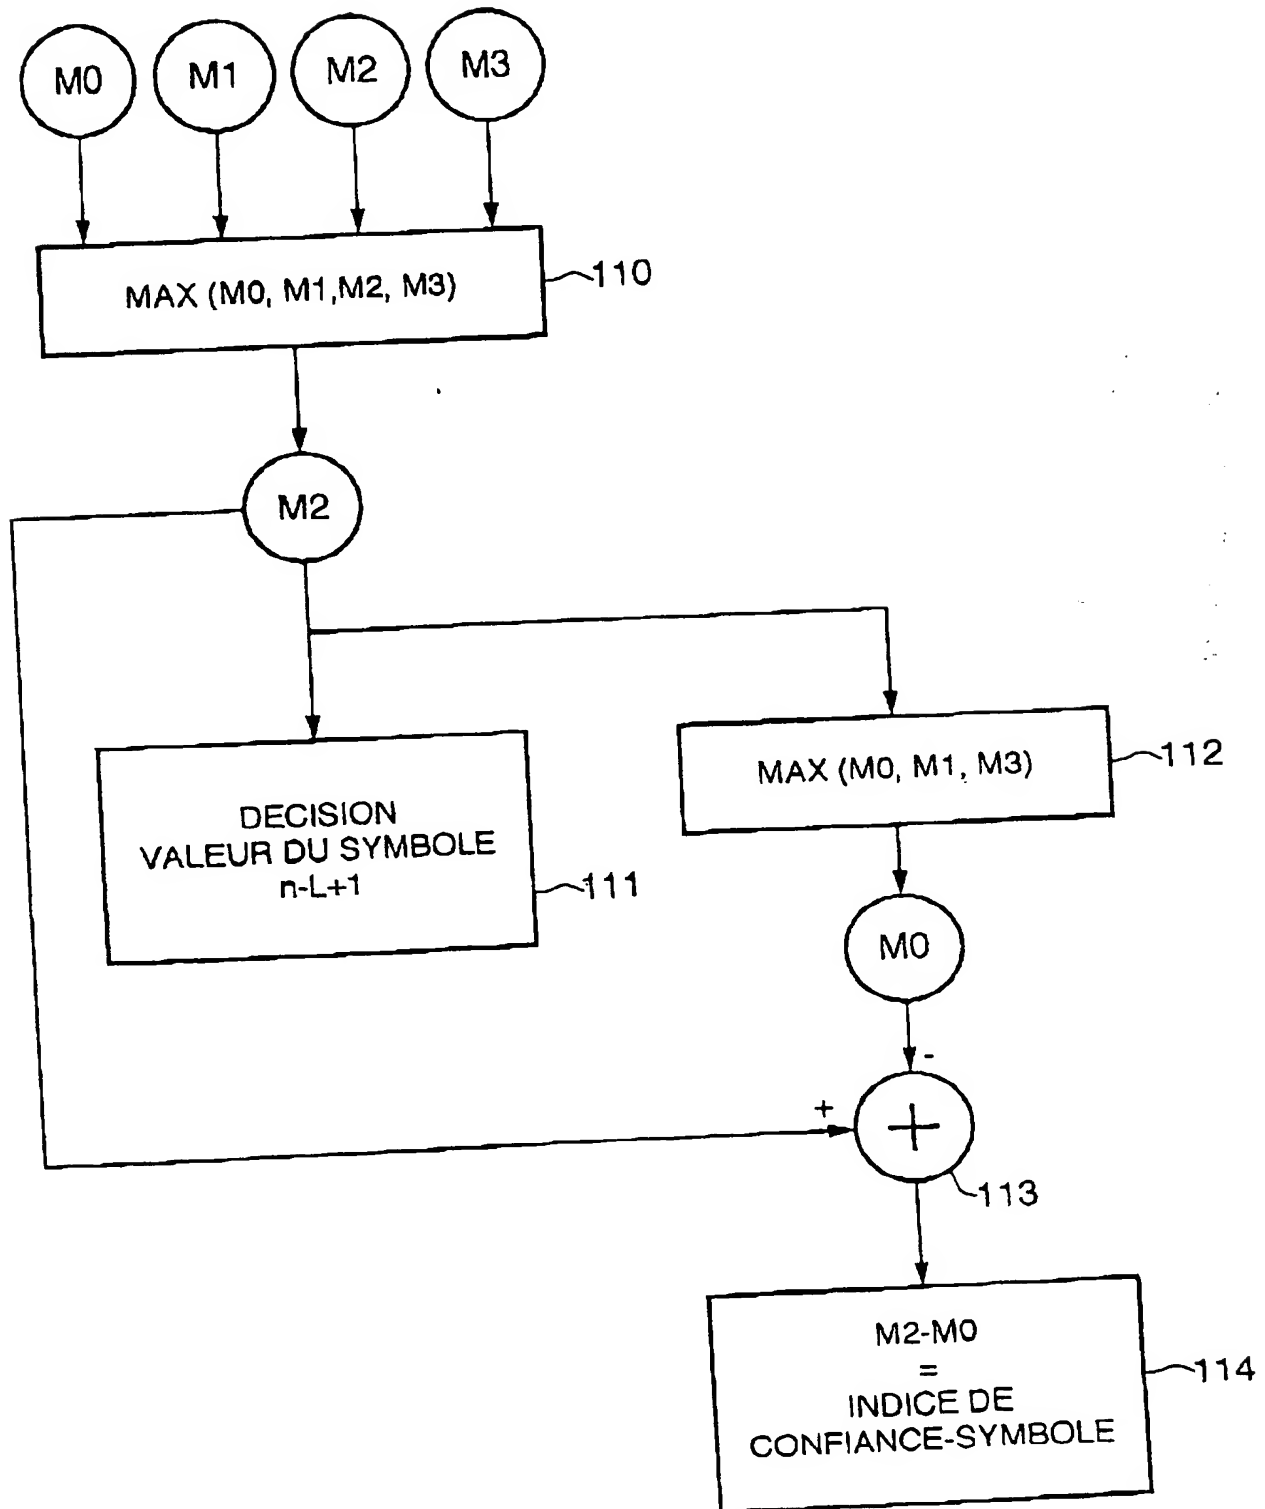 M0
M1
M2
M3
MAX (M0, M1,M2, M3)
110
M2
DECISION
VALEUR DU SYMBOLE
n-L+1
111
MAX (M0, M1, M3)
112
M0
-
+
+
113
M2-M0
=
INDICE DE
CONFIANCE-SYMBOLE
114